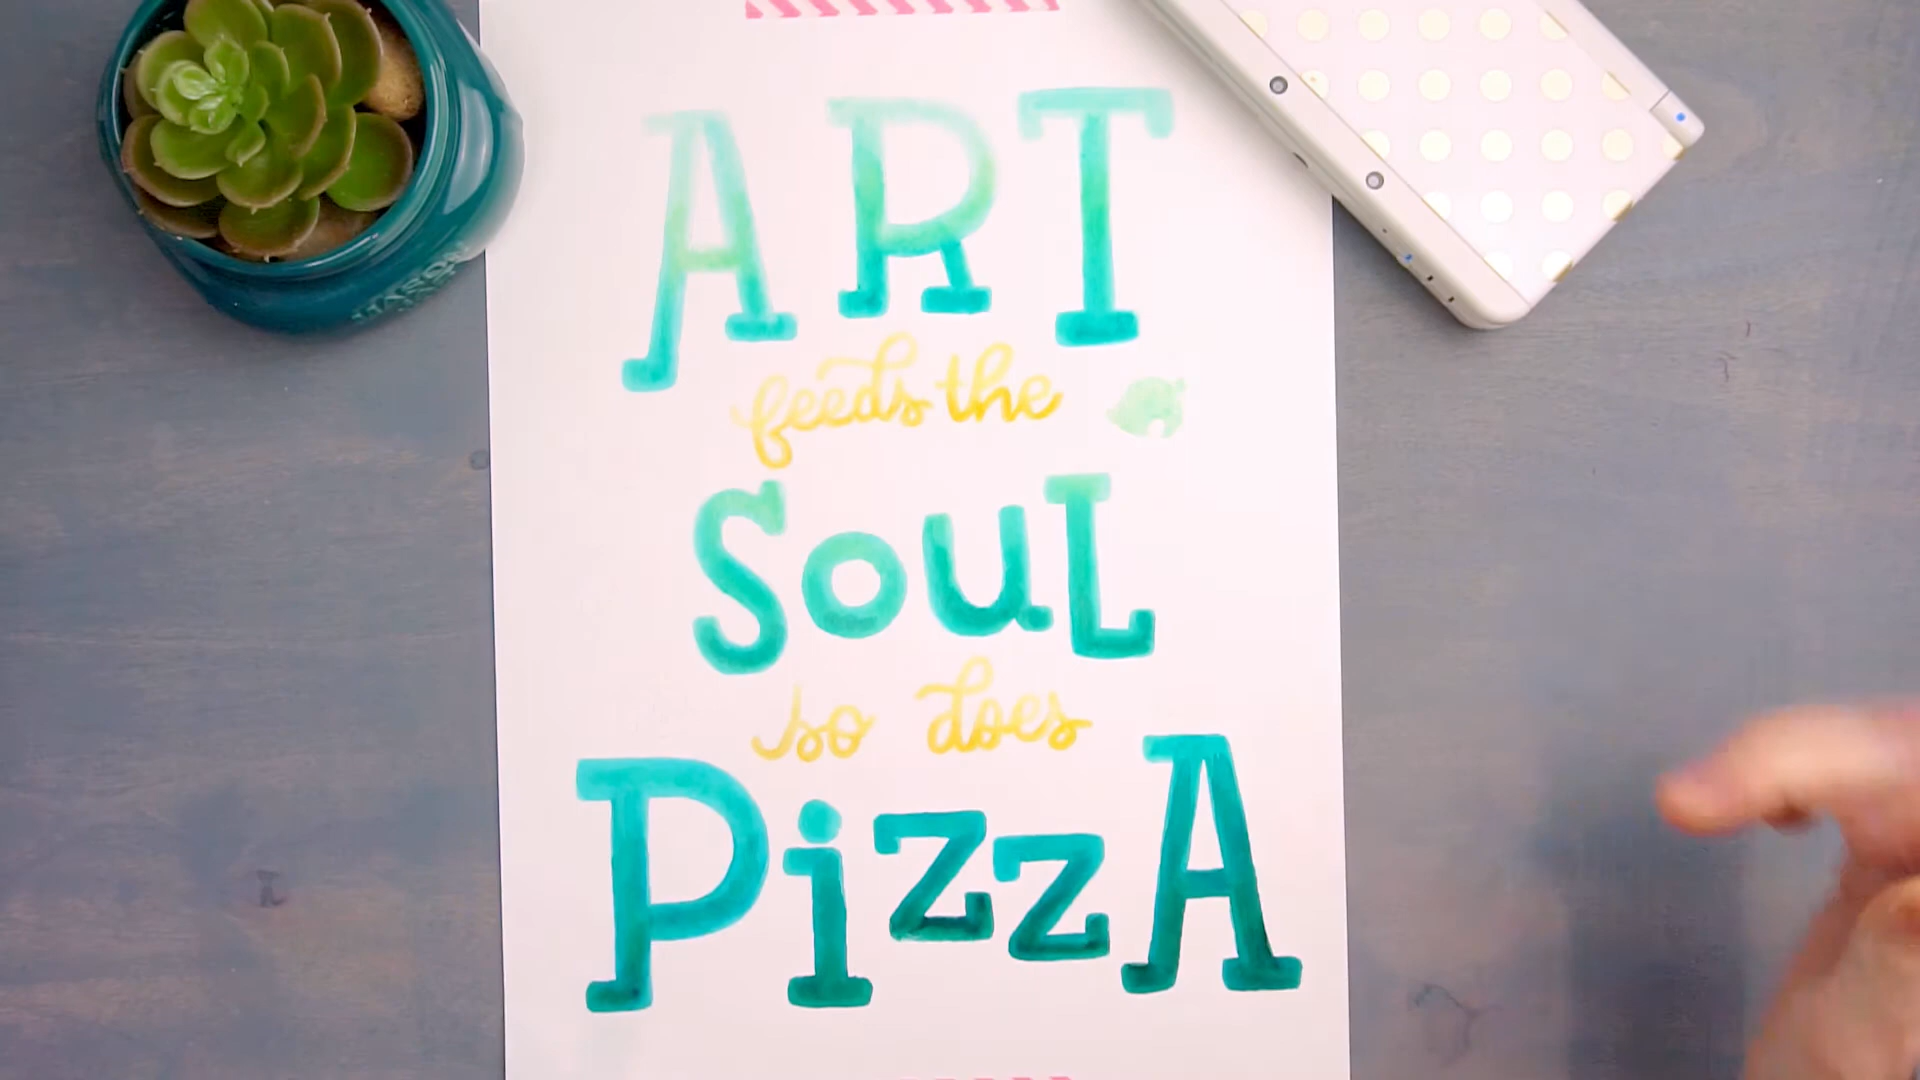 ART
feeds the
SOUL
so does
PizzA